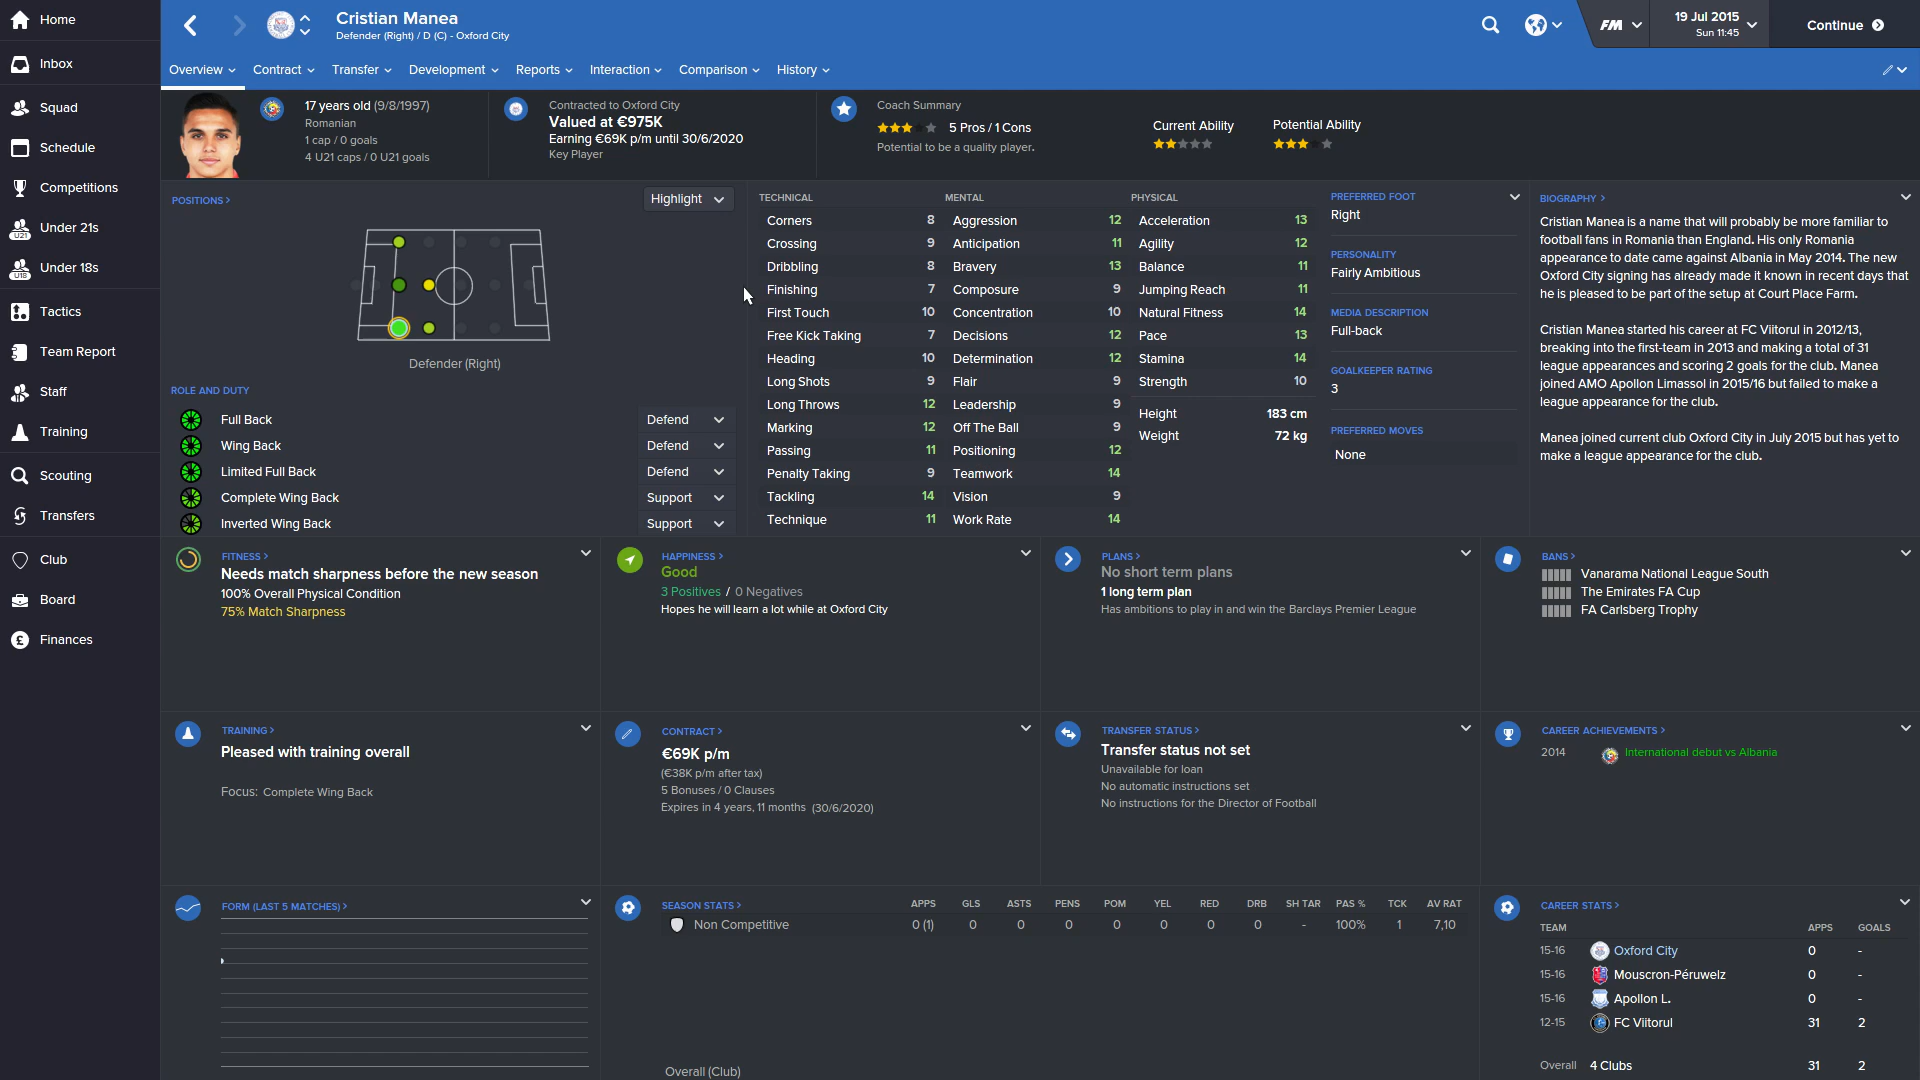 Home
Inbox
Squad
Schedule
Competitions
U21
Under 21s
U18
Under 18s
Tactics
Team Report
Staff
Training
Scouting
Transfers
Club
Board
£
Finances
Cristian Manea
Defender (Right) / D (C) - Oxford City
FM
19 Jul 2015
Sun 11:45
Continue
Overview
Contract
Transfer
Development
Reports
Interaction
Comparison
History
17 years old (9/8/1997)
Romanian
1 cap / 0 goals
4 U21 caps / 0 U21 goals
Contracted to Oxford City
Valued at €975K
Earning €69K p/m until 30/6/2020
Key Player
Coach Summary
5 Pros / 1 Cons
Potential to be a quality player.
Current Ability
Potential Ability
POSITIONS >
Highlight
Defender (Right)
ROLE AND DUTY
Full Back Defend
Wing Back Defend
Limited Full Back Defend
Complete Wing Back Support
Inverted Wing Back Support
TECHNICAL
Corners 8
Crossing 9
Dribbling 8
Finishing 7
First Touch 10
Free Kick Taking 7
Heading 10
Long Shots 9
Long Throws 12
Marking 12
Passing 11
Penalty Taking 9
Tackling 14
Technique 11
MENTAL
Aggression 12
Anticipation 11
Bravery 13
Composure 9
Concentration 10
Decisions 12
Determination 12
Flair 9
Leadership 9
Off The Ball 9
Positioning 12
Teamwork 14
Vision 9
Work Rate 14
PHYSICAL
Acceleration 13
Agility 12
Balance 11
Jumping Reach 11
Natural Fitness 14
Pace 13
Stamina 14
Strength 10
Height 183 cm
Weight 72 kg
PREFERRED FOOT
Right
PERSONALITY
Fairly Ambitious
MEDIA DESCRIPTION
Full-back
GOALKEEPER RATING
3
PREFERRED MOVES
None
BIOGRAPHY >
Cristian Manea is a name that will probably be more familiar to
football fans in Romania than England. His only Romania
appearance to date came against Albania in May 2014. The new
Oxford City signing has already made it known in recent days that
he is pleased to be part of the setup at Court Place Farm.
Cristian Manea started his career at FC Viitorul in 2012/13,
breaking into the first-team in 2013 and making a total of 31
league appearances and scoring 2 goals for the club. Manea
joined AMO Apollon Limassol in 2015/16 but failed to make a
league appearance for the club.
Manea joined current club Oxford City in July 2015 but has yet to
make a league appearance for the club.
FITNESS >
Needs match sharpness before the new season
100% Overall Physical Condition
75% Match Sharpness
HAPPINESS >
Good
3 Positives / 0 Negatives
Hopes he will learn a lot while at Oxford City
PLANS >
No short term plans
1 long term plan
Has ambitions to play in and win the Barclays Premier League
BANS >
Vanarama National League South
The Emirates FA Cup
FA Carlsberg Trophy
TRAINING >
Pleased with training overall
Focus: Complete Wing Back
CONTRACT >
€69K p/m
(€38K p/m after tax)
5 Bonuses / 0 Clauses
Expires in 4 years, 11 months (30/6/2020)
TRANSFER STATUS >
Transfer status not set
Unavailable for loan
No automatic instructions set
No instructions for the Director of Football
CAREER ACHIEVEMENTS >
2014 International debut vs Albania
FORM (LAST 5 MATCHES) >
SEASON STATS > APPS GLS ASTS PENS POM YEL RED DRB SH TAR PAS % TCK AV RAT
Non Competitive 0 (1) 0 0 0 0 0 0 0 - 100% 1 7,10
Overall (Club)
CAREER STATS >
TEAM APPS GOALS
15-16 Oxford City 0 -
15-16 Mouscron-Péruwelz 0 -
15-16 Apollon L. 0 -
12-15 FC Viitorul 31 2
Overall 4 Clubs 31 2